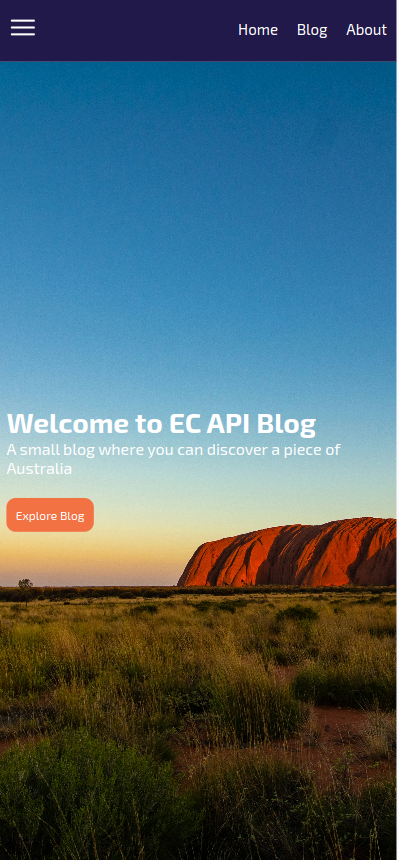 Home Blog About
Welcome to EC API Blog
A small blog where you can discover a piece of
Australia
Explore Blog